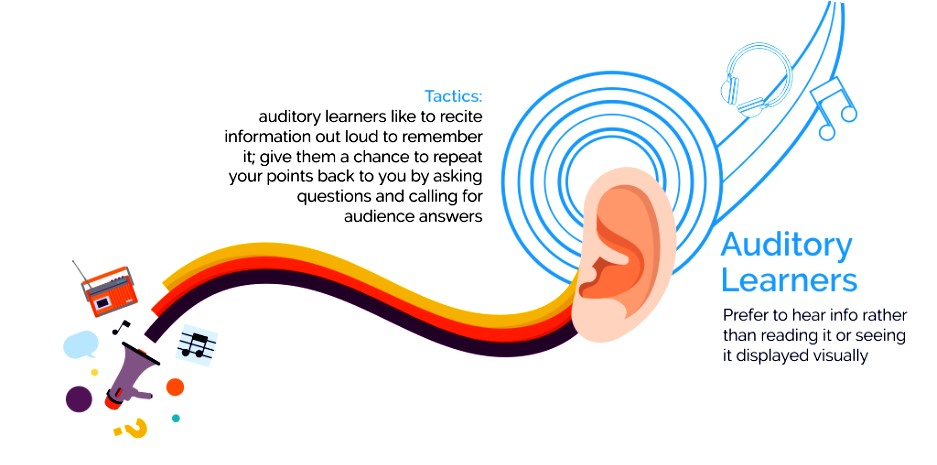 Tactics:
auditory learners like to recite
information out loud to remember
it; give them a chance to repeat
your points back to you by asking
questions and calling for
audience answers
Auditory
Learners
Prefer to hear info rather
than reading it or seeing
it displayed visually
?